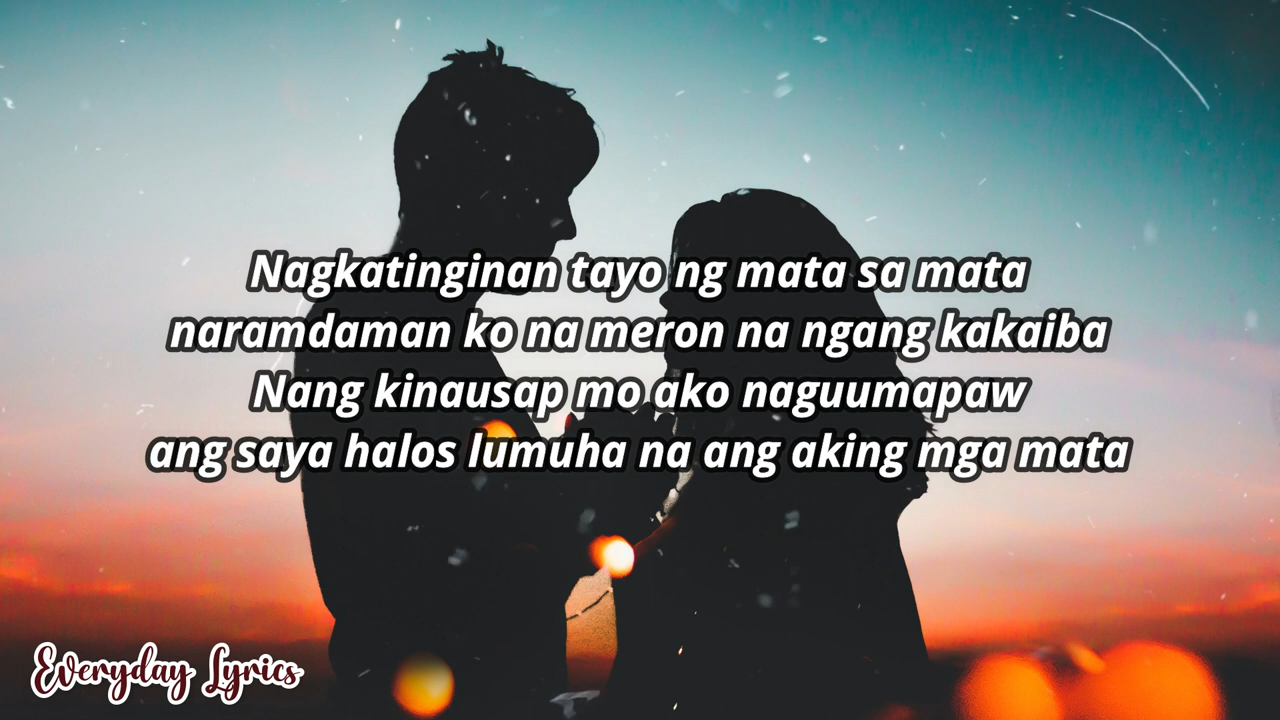 Nagkatinginan tayo ng mata sa mata
naramdaman ko na meron na ngang kakaiba
Nang kinausap mo ako naguumapaw
ang saya halos lumuha na ang aking mga mata
Everyday Lyrics